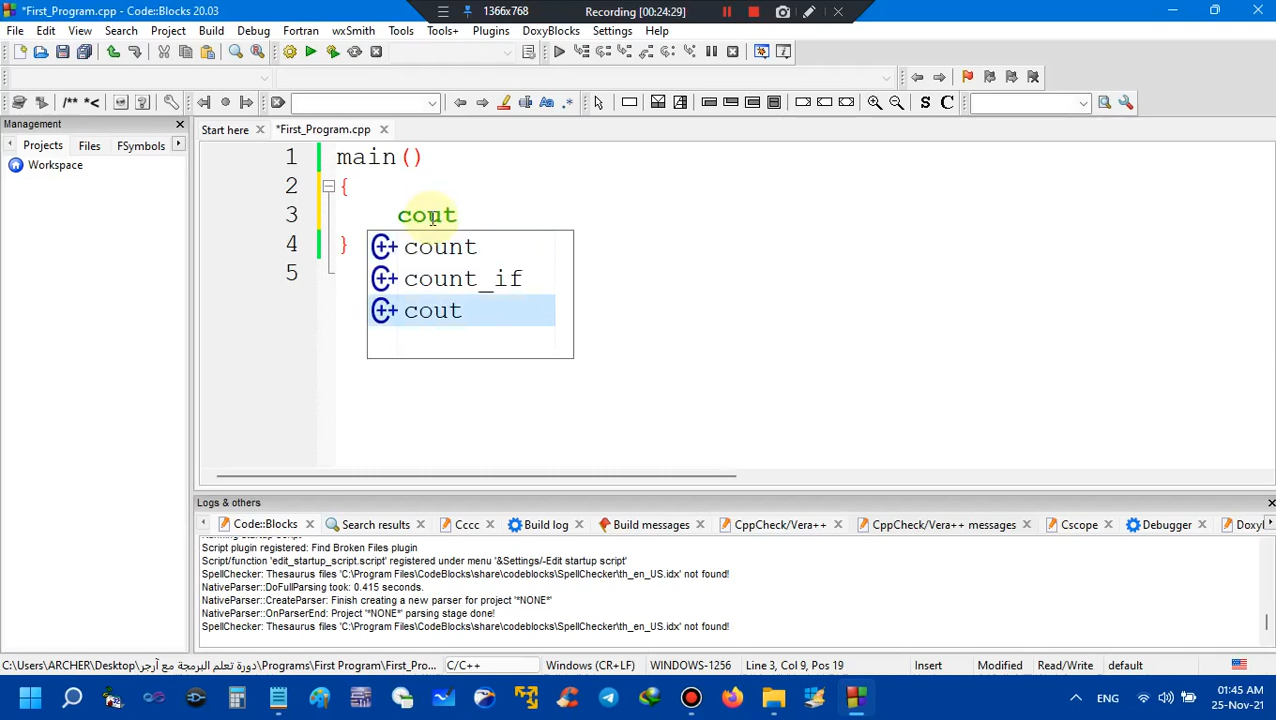 *First_Program.cpp - Code::Blocks 20.03
1366x768
Recording [00:24:29]
File Edit View Search Project Build Debug Fortran wxSmith Tools Tools+ Plugins DoxyBlocks Settings Help
/** *<
Aa .*
S C
Management
Projects Files FSymbols
Workspace
Start here *First_Program.cpp
1 main()
2 {
3 cout
4 }
5
count
count_if
cout
Logs & others
Code::Blocks Search results Cccc Build log Build messages CppCheck/Vera++ CppCheck/Vera++ messages Cscope Debugger Doxyl
Running startup script
Script plugin registered: Find Broken Files plugin
Script/function 'edit_startup_script.script' registered under menu '&Settings/-Edit startup script'
SpellChecker: Thesaurus files 'C:\Program Files\CodeBlocks\share\codeblocks\SpellChecker\th_en_US.idx' not found!
NativeParser::DoFullParsing took: 0.415 seconds.
NativeParser::CreateParser: Finish creating a new parser for project '*NONE*'
NativeParser::OnParserEnd: Project '*NONE*' parsing stage done!
SpellChecker: Thesaurus files 'C:\Program Files\CodeBlocks\share\codeblocks\SpellChecker\th_en_US.idx' not found!
C:\Users\ARCHER\Desktop\دورة تعلم البرمجة مع آرجر\Programs\First Program\First_Pro... C/C++ Windows (CR+LF) WINDOWS-1256 Line 3, Col 9, Pos 19 Insert Modified Read/Write default
ENG
01:45 AM
25-Nov-21